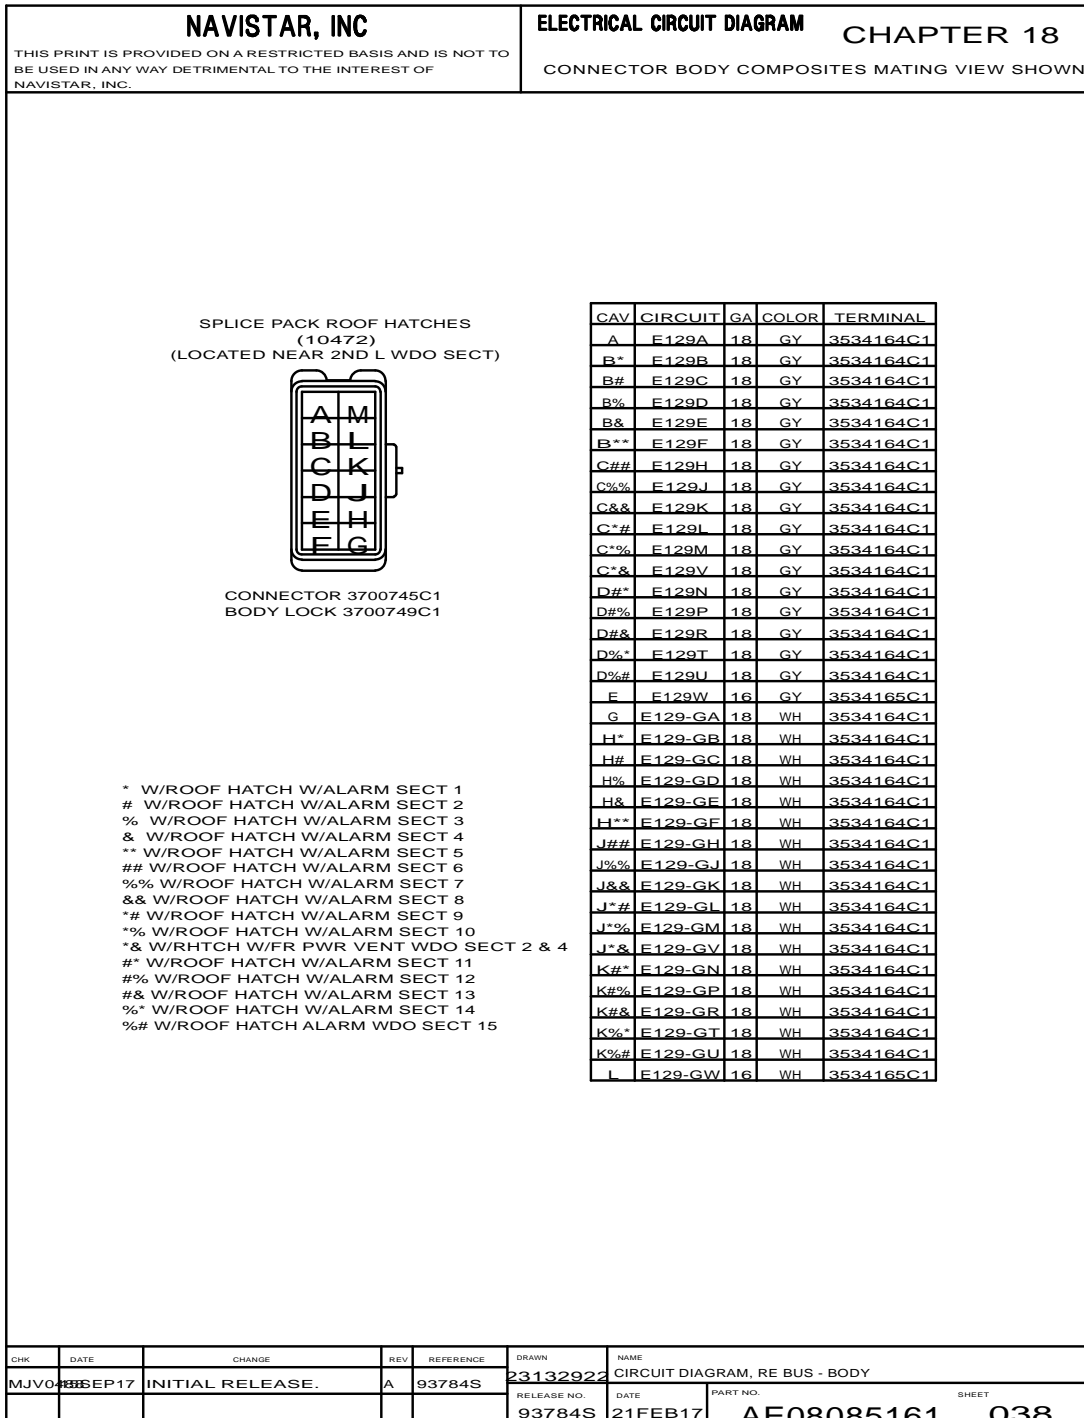 NAVISTAR, INC
THIS PRINT IS PROVIDED ON A RESTRICTED BASIS AND IS NOT TO
BE USED IN ANY WAY DETRIMENTAL TO THE INTEREST OF
NAVISTAR, INC.
ELECTRICAL CIRCUIT DIAGRAM
CHAPTER 18
CONNECTOR BODY COMPOSITES MATING VIEW SHOWN
SPLICE PACK ROOF HATCHES
(10472)
(LOCATED NEAR 2ND L WDO SECT)
A M
B L
C K
D J
E H
F G
CONNECTOR 3700745C1
BODY LOCK 3700749C1
* W/ROOF HATCH W/ALARM SECT 1
# W/ROOF HATCH W/ALARM SECT 2
% W/ROOF HATCH W/ALARM SECT 3
& W/ROOF HATCH W/ALARM SECT 4
** W/ROOF HATCH W/ALARM SECT 5
## W/ROOF HATCH W/ALARM SECT 6
%% W/ROOF HATCH W/ALARM SECT 7
&& W/ROOF HATCH W/ALARM SECT 8
*# W/ROOF HATCH W/ALARM SECT 9
*% W/ROOF HATCH W/ALARM SECT 10
*& W/RHTCH W/FR PWR VENT WDO SECT 2 & 4
#* W/ROOF HATCH W/ALARM SECT 11
#% W/ROOF HATCH W/ALARM SECT 12
#& W/ROOF HATCH W/ALARM SECT 13
%* W/ROOF HATCH W/ALARM SECT 14
%# W/ROOF HATCH ALARM WDO SECT 15
CAV CIRCUIT GA COLOR TERMINAL
A E129A 18 GY 3534164C1
B* E129B 18 GY 3534164C1
B# E129C 18 GY 3534164C1
B% E129D 18 GY 3534164C1
B& E129E 18 GY 3534164C1
B** E129F 18 GY 3534164C1
C## E129H 18 GY 3534164C1
C%% E129J 18 GY 3534164C1
C&& E129K 18 GY 3534164C1
C*# E129L 18 GY 3534164C1
C*% E129M 18 GY 3534164C1
C*& E129V 18 GY 3534164C1
D#* E129N 18 GY 3534164C1
D#% E129P 18 GY 3534164C1
D#& E129R 18 GY 3534164C1
D%* E129T 18 GY 3534164C1
D%# E129U 18 GY 3534164C1
E E129W 16 GY 3534165C1
G E129-GA 18 WH 3534164C1
H* E129-GB 18 WH 3534164C1
H# E129-GC 18 WH 3534164C1
H% E129-GD 18 WH 3534164C1
H& E129-GE 18 WH 3534164C1
H** E129-GF 18 WH 3534164C1
J## E129-GH 18 WH 3534164C1
J%% E129-GJ 18 WH 3534164C1
J&& E129-GK 18 WH 3534164C1
J*# E129-GL 18 WH 3534164C1
J*% E129-GM 18 WH 3534164C1
J*& E129-GV 18 WH 3534164C1
K#* E129-GN 18 WH 3534164C1
K#% E129-GP 18 WH 3534164C1
K#& E129-GR 18 WH 3534164C1
K%* E129-GT 18 WH 3534164C1
K%# E129-GU 18 WH 3534164C1
L E129-GW 16 WH 3534165C1
CHK DATE CHANGE REV REFERENCE
INITIAL RELEASE. A 93784S
DRAWN
23132922
NAME
CIRCUIT DIAGRAM, RE BUS - BODY
RELEASE NO.
93784S
DATE
21FEB17
PART NO.
AE08085161
SHEET
038